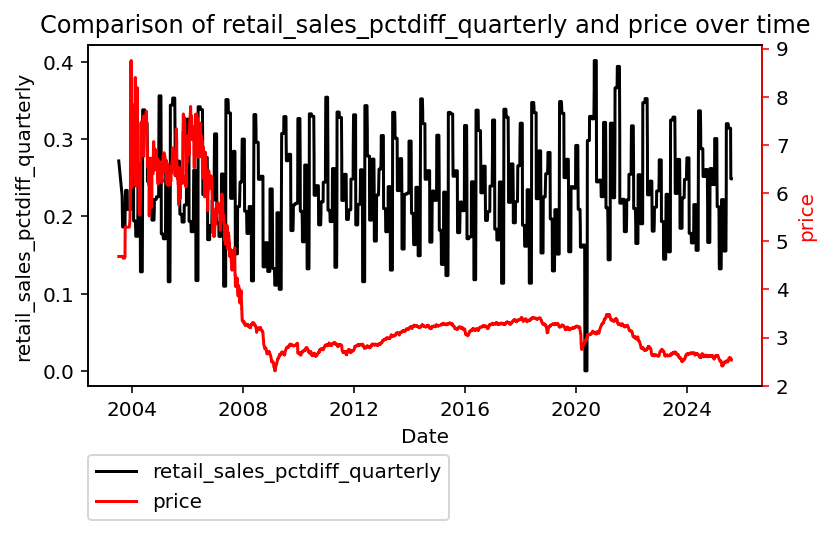 Comparison of retail_sales_pctdiff_quarterly and price over time
retail_sales_pctdiff_quarterly
0.4
0.3
0.2
0.1
0.0
9
8
7
6
5
4
3
2
price
2004 2008 2012 2016 2020 2024
Date
retail_sales_pctdiff_quarterly
price